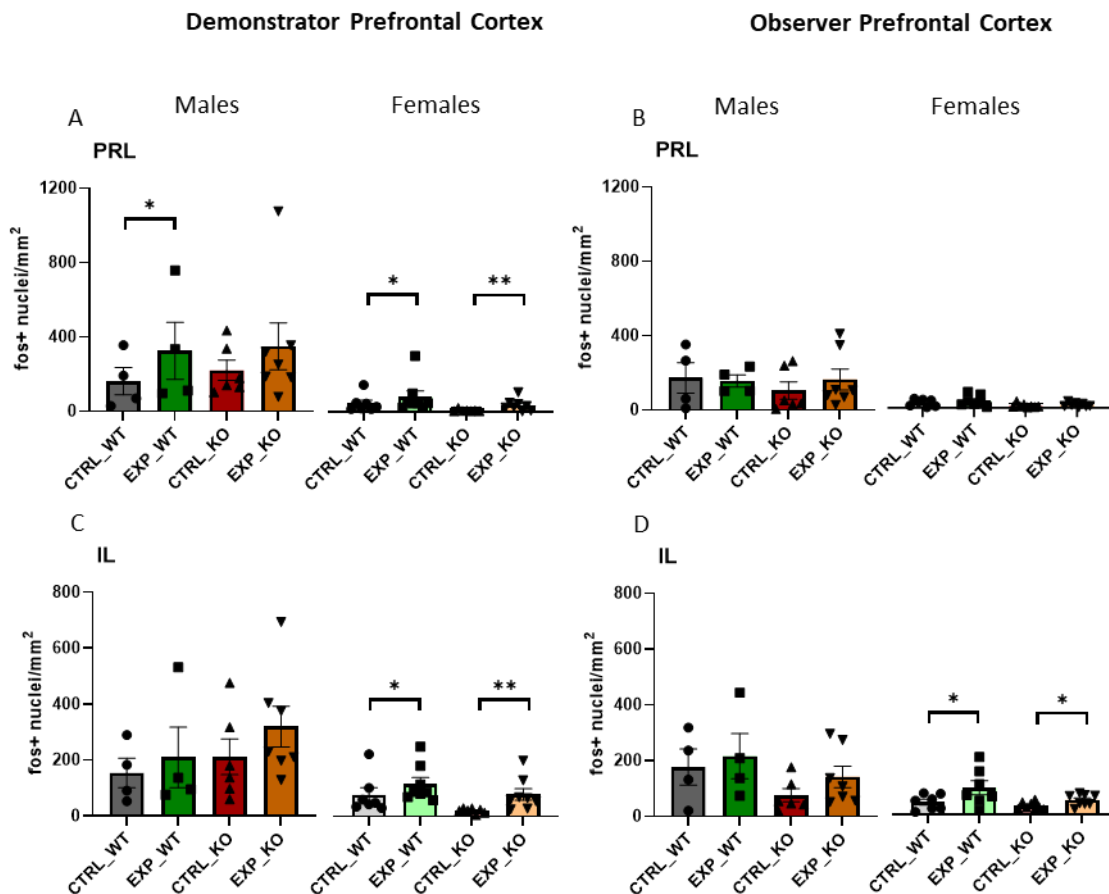 Demonstrator Prefrontal Cortex
Observer Prefrontal Cortex
Males
Females
Males
Females
A
PRL
fos+ nuclei/mm²
1200
800
400
0
*
*
**
CTRL_WT
EXP_WT
CTRL_KO
EXP_KO
CTRL_WT
EXP_WT
CTRL_KO
EXP_KO
B
PRL
fos+ nuclei/mm²
1200
800
400
0
CTRL_WT
EXP_WT
CTRL_KO
EXP_KO
CTRL_WT
EXP_WT
CTRL_KO
EXP_KO
C
IL
fos+ nuclei/mm²
800
600
400
200
0
*
**
CTRL_WT
EXP_WT
CTRL_KO
EXP_KO
CTRL_WT
EXP_WT
CTRL_KO
EXP_KO
D
IL
fos+ nuclei/mm²
800
600
400
200
0
*
*
CTRL_WT
EXP_WT
CTRL_KO
EXP_KO
CTRL_WT
EXP_WT
CTRL_KO
EXP_KO